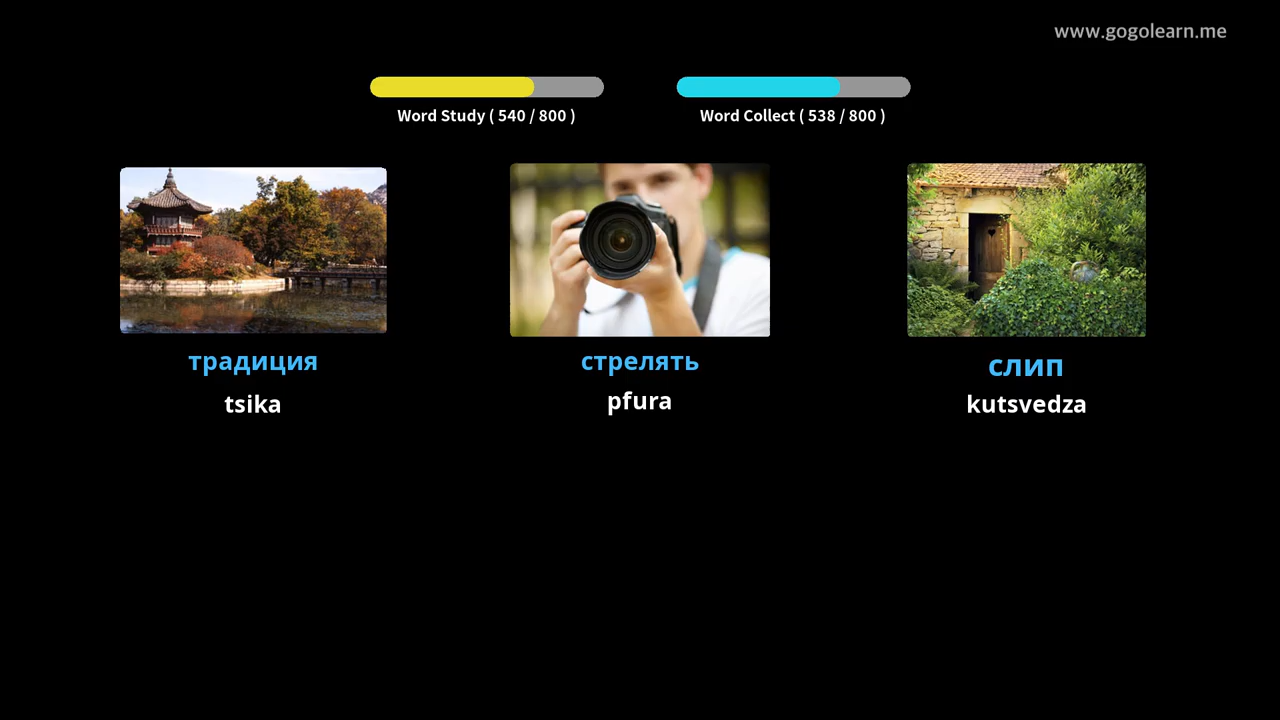 www.gogolearn.me
Word Study ( 540 / 800 )
Word Collect ( 538 / 800 )
традиция
tsika
стрелять
pfura
слип
kutsvedza